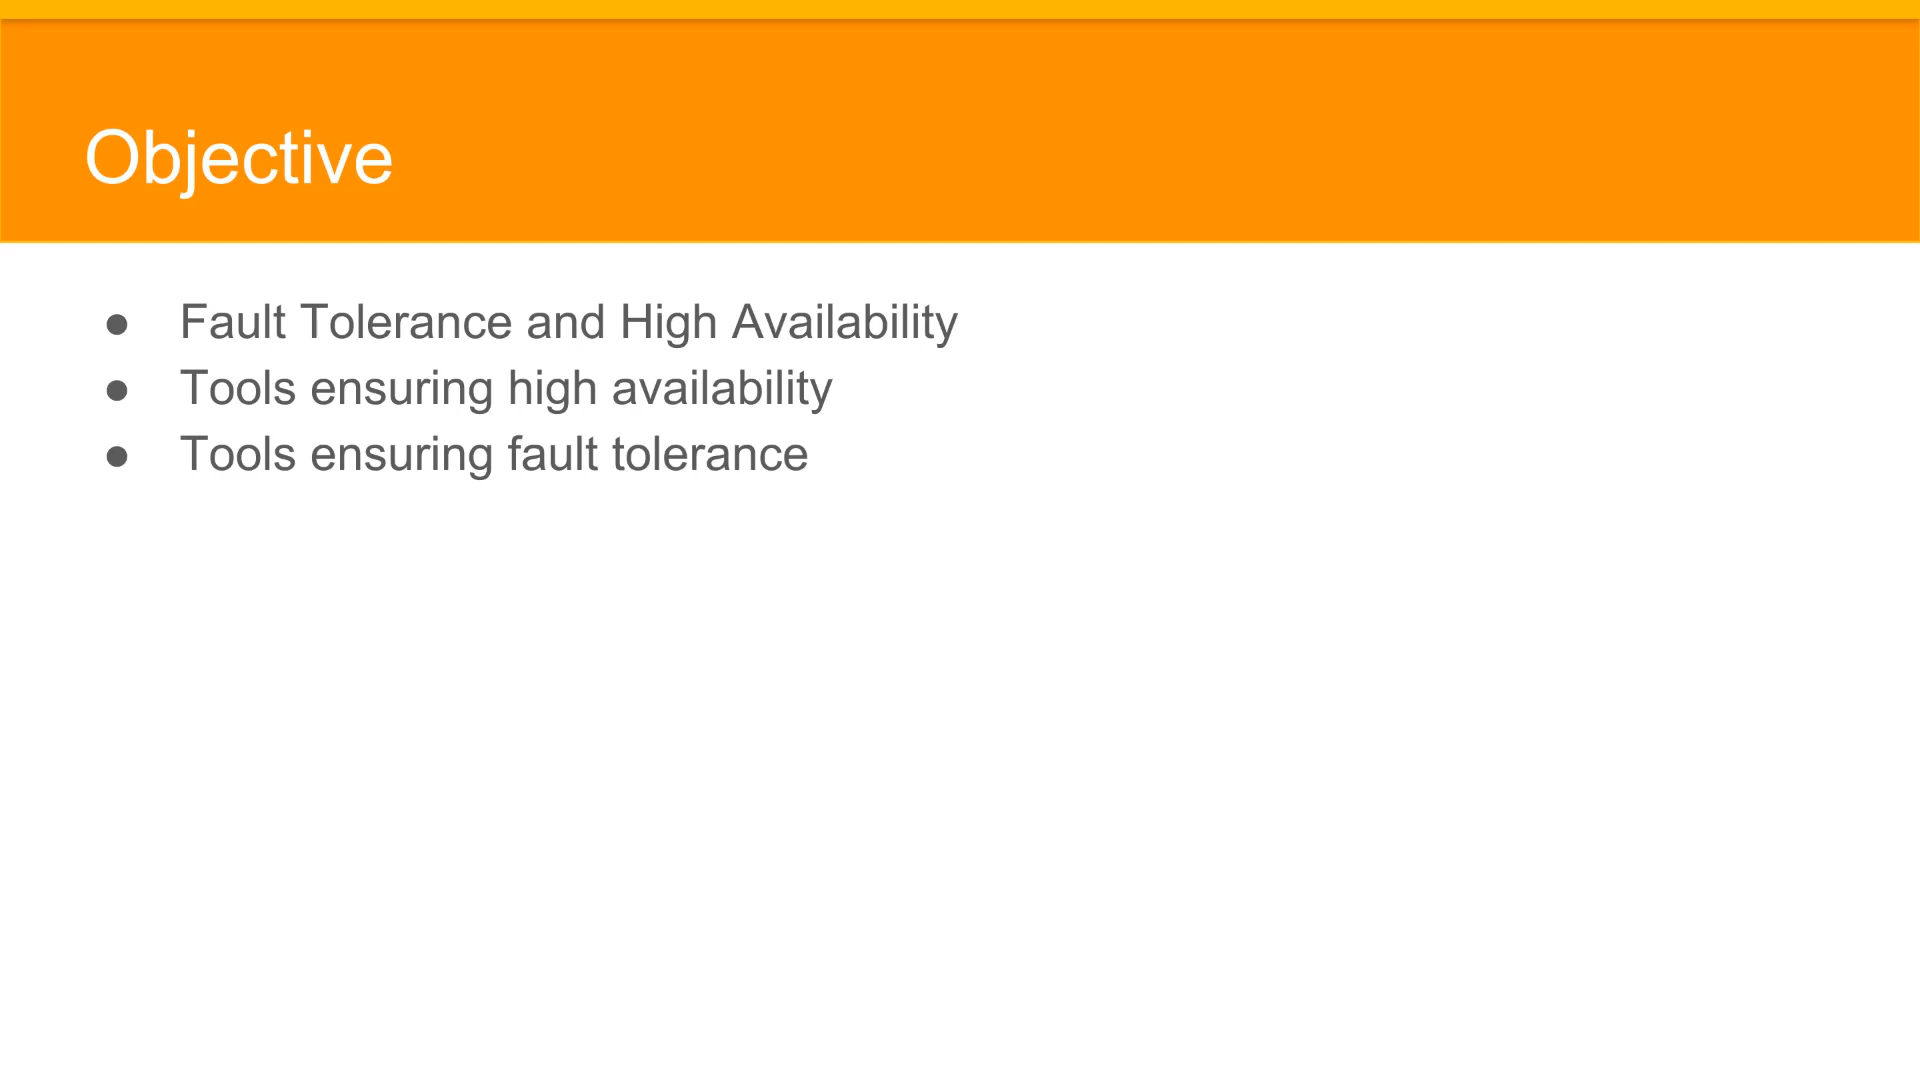 Objective
● Fault Tolerance and High Availability
● Tools ensuring high availability
● Tools ensuring fault tolerance